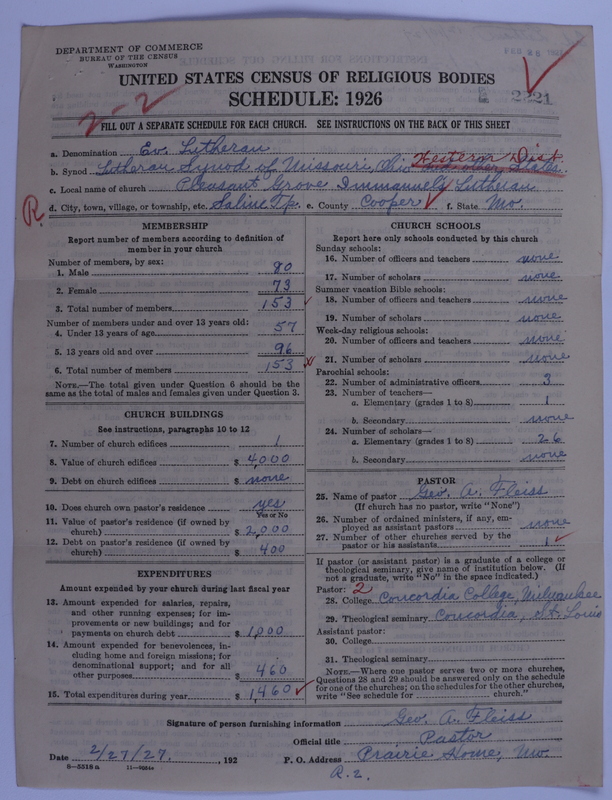 DEPARTMENT OF COMMERCE
BUREAU OF THE CENSUS
WASHINGTON
UNITED STATES CENSUS OF RELIGIOUS BODIES
SCHEDULE: 1926
2221
2-2
FILL OUT A SEPARATE SCHEDULE FOR EACH CHURCH. SEE INSTRUCTIONS ON THE BACK OF THIS SHEET
a. Denomination Ev. Lutheran
b. Synod Lutheran Synod of Missouri, Ohio and other States. Western Dist.
c. Local name of church Pleasant Grove Immanuel's Lutheran
d. City, town, village, or township, etc. Saline Tp. e. County Cooper f. State Mo.
R.
MEMBERSHIP
Report number of members according to definition of member in your church
Number of members, by sex:
1. Male 80
2. Female 73
3. Total number of members 153
Number of members under and over 13 years old:
4. Under 13 years of age 57
5. 13 years old and over 96
6. Total number of members 153
NOTE.—The total given under Question 6 should be the same as the total of males and females given under Question 3.
CHURCH BUILDINGS
See instructions, paragraphs 10 to 12
7. Number of church edifices 1
8. Value of church edifices $ 4,000
9. Debt on church edifices $ none
10. Does church own pastor's residence yes
Yes or No
11. Value of pastor's residence (if owned by church) $ 2,000
12. Debt on pastor's residence (if owned by church) $ 400
EXPENDITURES
Amount expended by your church during last fiscal year
13. Amount expended for salaries, repairs, and other running expenses; for improvements or new buildings; and for payments on church debt $ 1,000
14. Amount expended for benevolences, including home and foreign missions; for denominational support; and for all other purposes $ 460
15. Total expenditures during year $ 1,460
CHURCH SCHOOLS
Report here only schools conducted by this church
Sunday schools:
16. Number of officers and teachers none
17. Number of scholars none
Summer vacation Bible schools:
18. Number of officers and teachers none
19. Number of scholars none
Week-day religious schools:
20. Number of officers and teachers none
21. Number of scholars none
Parochial schools:
22. Number of administrative officers 3
23. Number of teachers—
a. Elementary (grades 1 to 8) 1
b. Secondary none
24. Number of scholars—
a. Elementary (grades 1 to 8) 26
b. Secondary none
PASTOR
25. Name of pastor Geo. A. Fleiss
(If church has no pastor, write "None")
26. Number of ordained ministers, if any, employed as assistant pastors none
27. Number of other churches served by the pastor or his assistants 1
If pastor (or assistant pastor) is a graduate of a college or theological seminary, give name of institution below. (If not a graduate, write "No" in the space indicated.)
Pastor: 2
28. College Concordia College, Milwaukee
29. Theological seminary Concordia, St. Louis
Assistant pastor:
30. College
31. Theological seminary
NOTE.—Where one pastor serves two or more churches, Questions 28 and 29 should be answered only on the schedule for one of the churches; on the schedules for the other churches, write "See schedule for church."
Signature of person furnishing information Geo. A. Fleiss
Official title Pastor
Date 2/27/27. , 192 P. O. Address Prairie Home, Mo.
R. 2.
8—5518 a